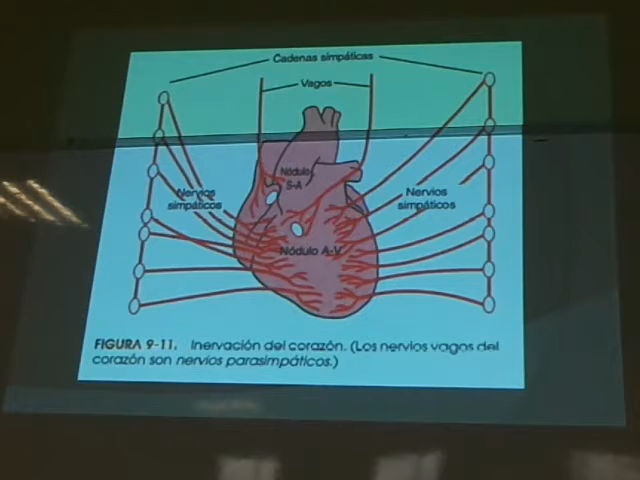 Cadenas simpáticas
Vagos
Nódulo
S-A
Nervios
simpáticos
Nervios
simpáticos
Nódulo A-V
FIGURA 9-11. Inervación del corazón. (Los nervios vagos del
corazón son nervios parasimpáticos.)